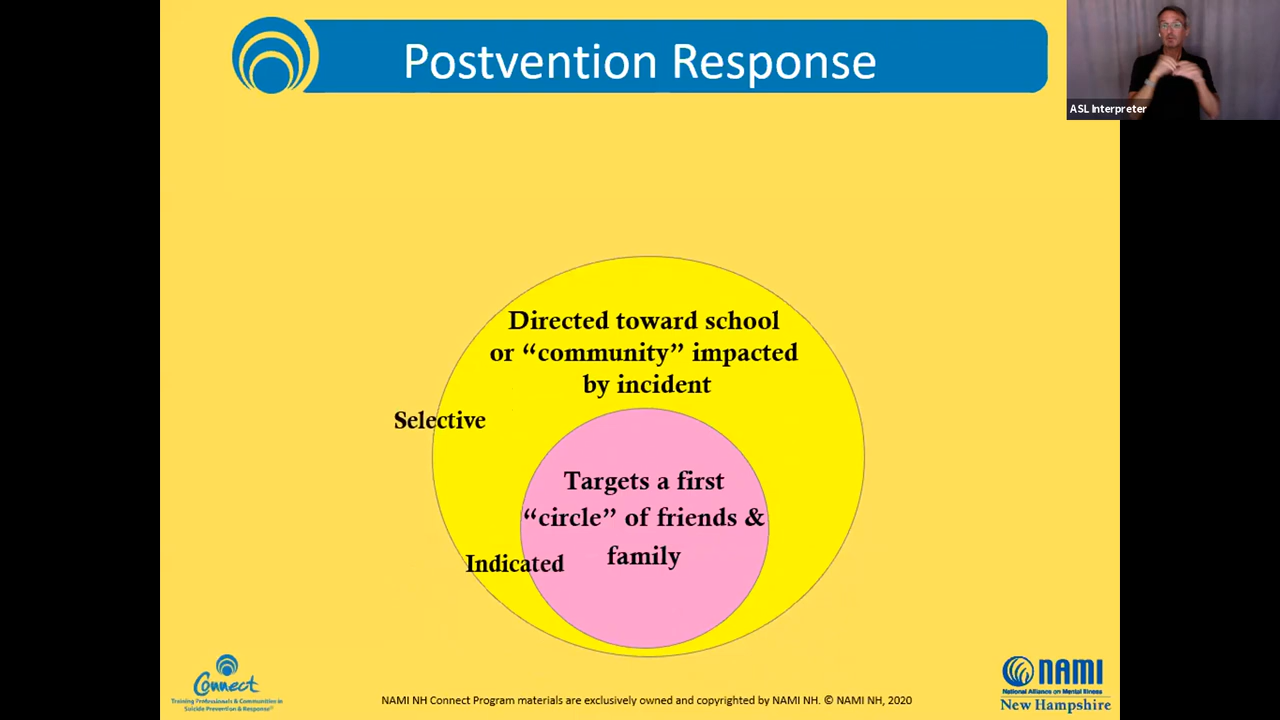 Postvention Response
ASL Interpreter
Directed toward school
or “community” impacted
by incident
Selective
Targets a first
“circle” of friends &
family
Indicated
Connect
Training Professionals & Communities in
Suicide Prevention & Response®
NAMI NH Connect Program materials are exclusively owned and copyrighted by NAMI NH. © NAMI NH, 2020
NAMI
National Alliance on Mental Illness
New Hampshire